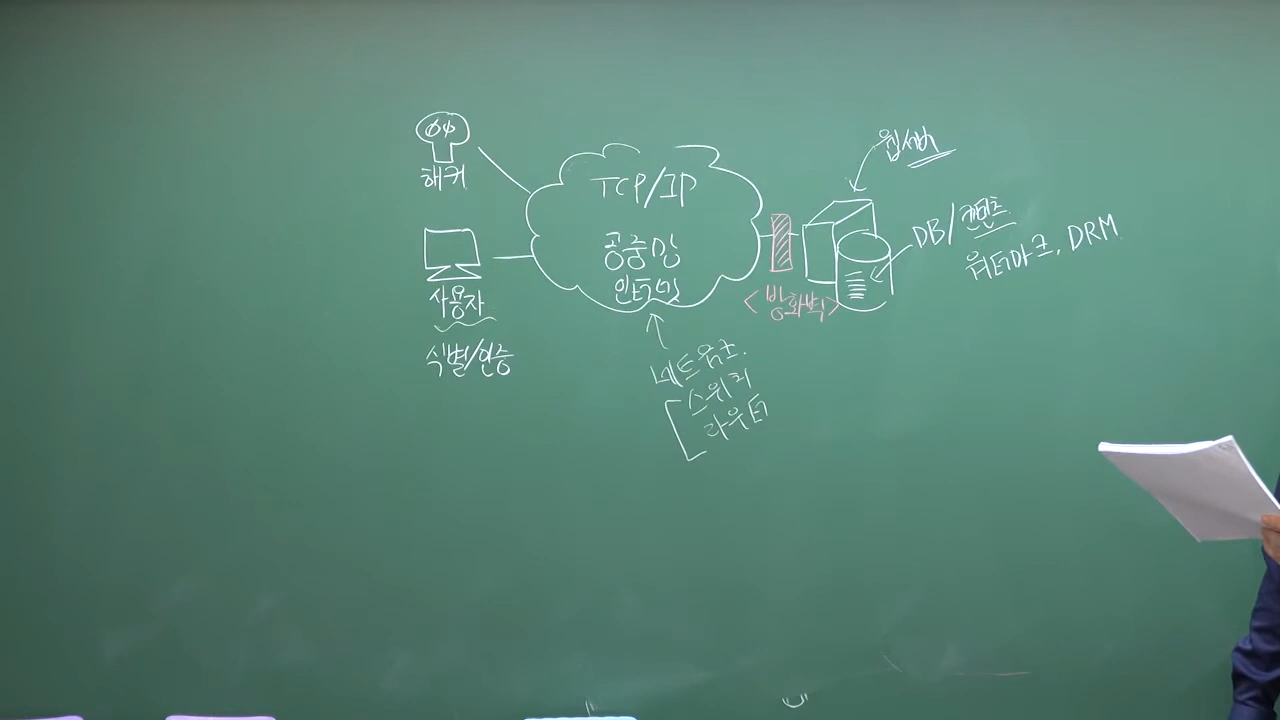 해커
사용자
식별/인증
TCP/IP
공중망
인터넷
네트워크
스위치
라우터
<방화벽>
웹서버
DB/컨텐츠
워터마크, DRM